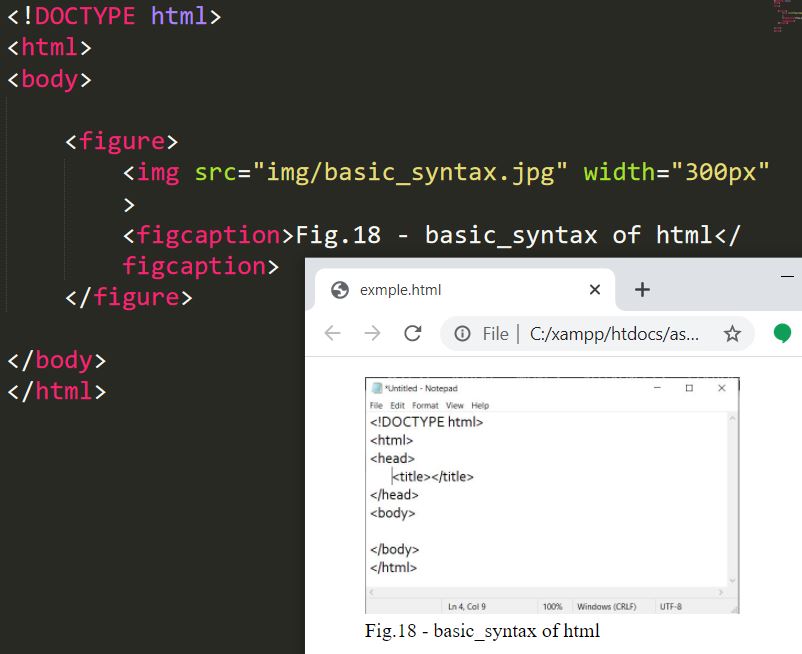 <!DOCTYPE html>
<html>
<body>
<figure>
<img src="img/basic_syntax.jpg" width="300px"
>
<figcaption>Fig.18 - basic_syntax of html</
figcaption>
</figure>
</body>
</html>
exmple.html
File | C:/xampp/htdocs/as...
*Untitled - Notepad
File Edit Format View Help
<!DOCTYPE html>
<html>
<head>
<title></title>
</head>
<body>
</body>
</html>
Ln 4, Col 9 100% Windows (CRLF) UTF-8
Fig.18 - basic_syntax of html